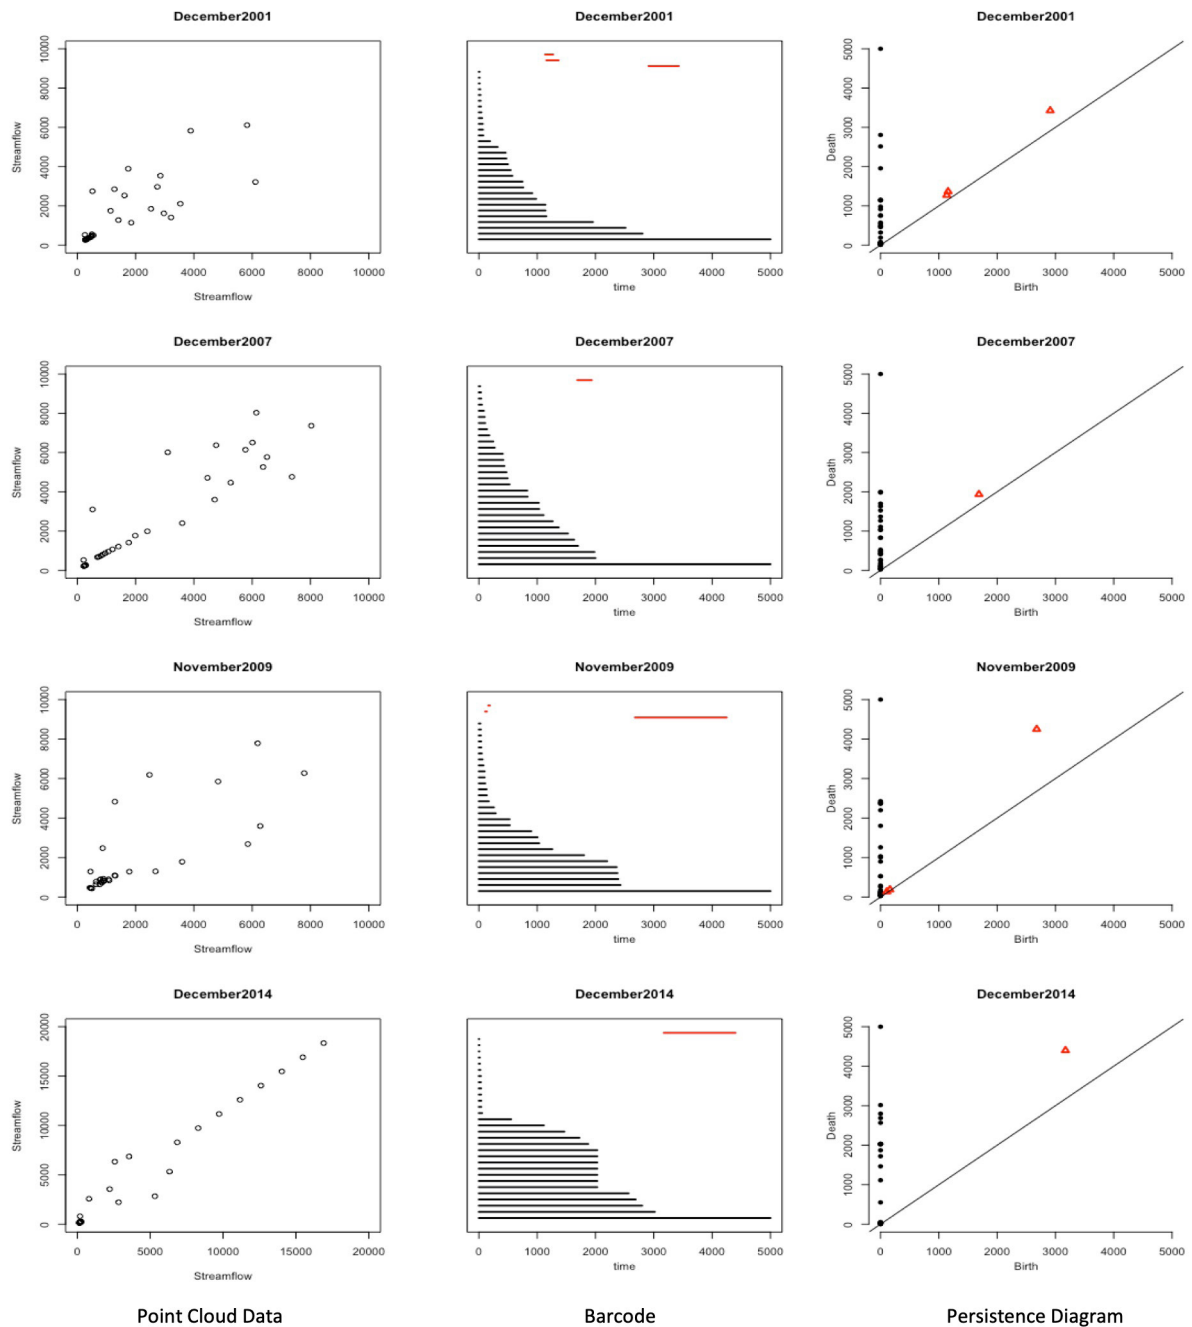 December2001 December2001 December2001
Streamflow
0 2000 4000 6000 8000 10000
0 2000 4000 6000 8000 10000
Streamflow
0 1000 2000 3000 4000 5000
time
Death
0 1000 2000 3000 4000 5000
0 1000 2000 3000 4000 5000
Birth
December2007 December2007 December2007
Streamflow
0 2000 4000 6000 8000 10000
0 2000 4000 6000 8000 10000
Streamflow
0 1000 2000 3000 4000 5000
time
Death
0 1000 2000 3000 4000 5000
0 1000 2000 3000 4000 5000
Birth
November2009 November2009 November2009
Streamflow
0 2000 4000 6000 8000 10000
0 2000 4000 6000 8000 10000
Streamflow
0 1000 2000 3000 4000 5000
time
Death
0 1000 2000 3000 4000 5000
0 1000 2000 3000 4000 5000
Birth
December2014 December2014 December2014
Streamflow
0 5000 10000 15000 20000
0 5000 10000 15000 20000
Streamflow
0 1000 2000 3000 4000 5000
time
Death
0 1000 2000 3000 4000 5000
0 1000 2000 3000 4000 5000
Birth
Point Cloud Data Barcode Persistence Diagram